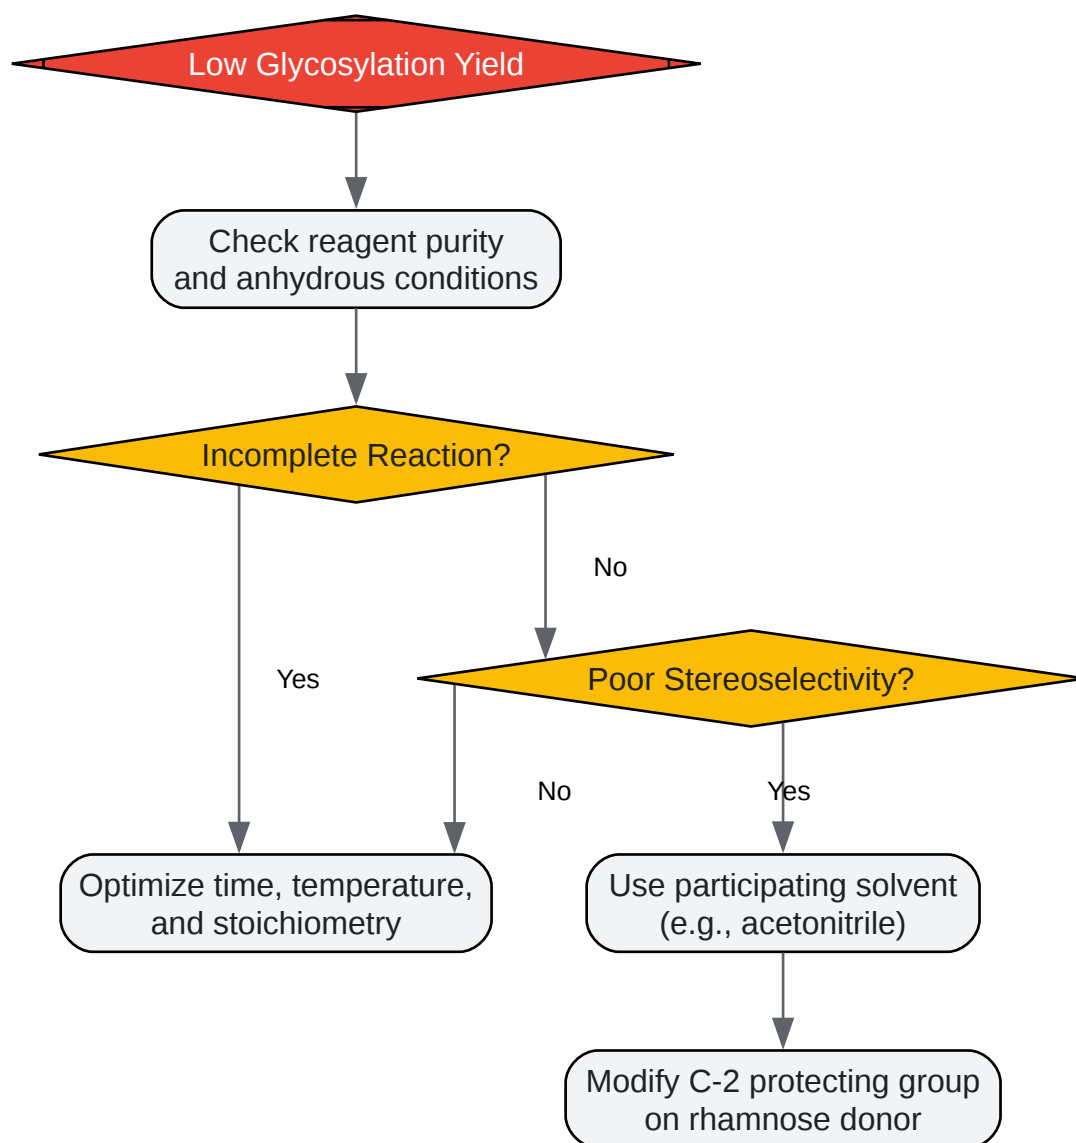 Low Glycosylation Yield
Check reagent purity
and anhydrous conditions
Incomplete Reaction?
No
Yes
Poor Stereoselectivity?
No
Yes
Optimize time, temperature,
and stoichiometry
Use participating solvent
(e.g., acetonitrile)
Modify C-2 protecting group
on rhamnose donor